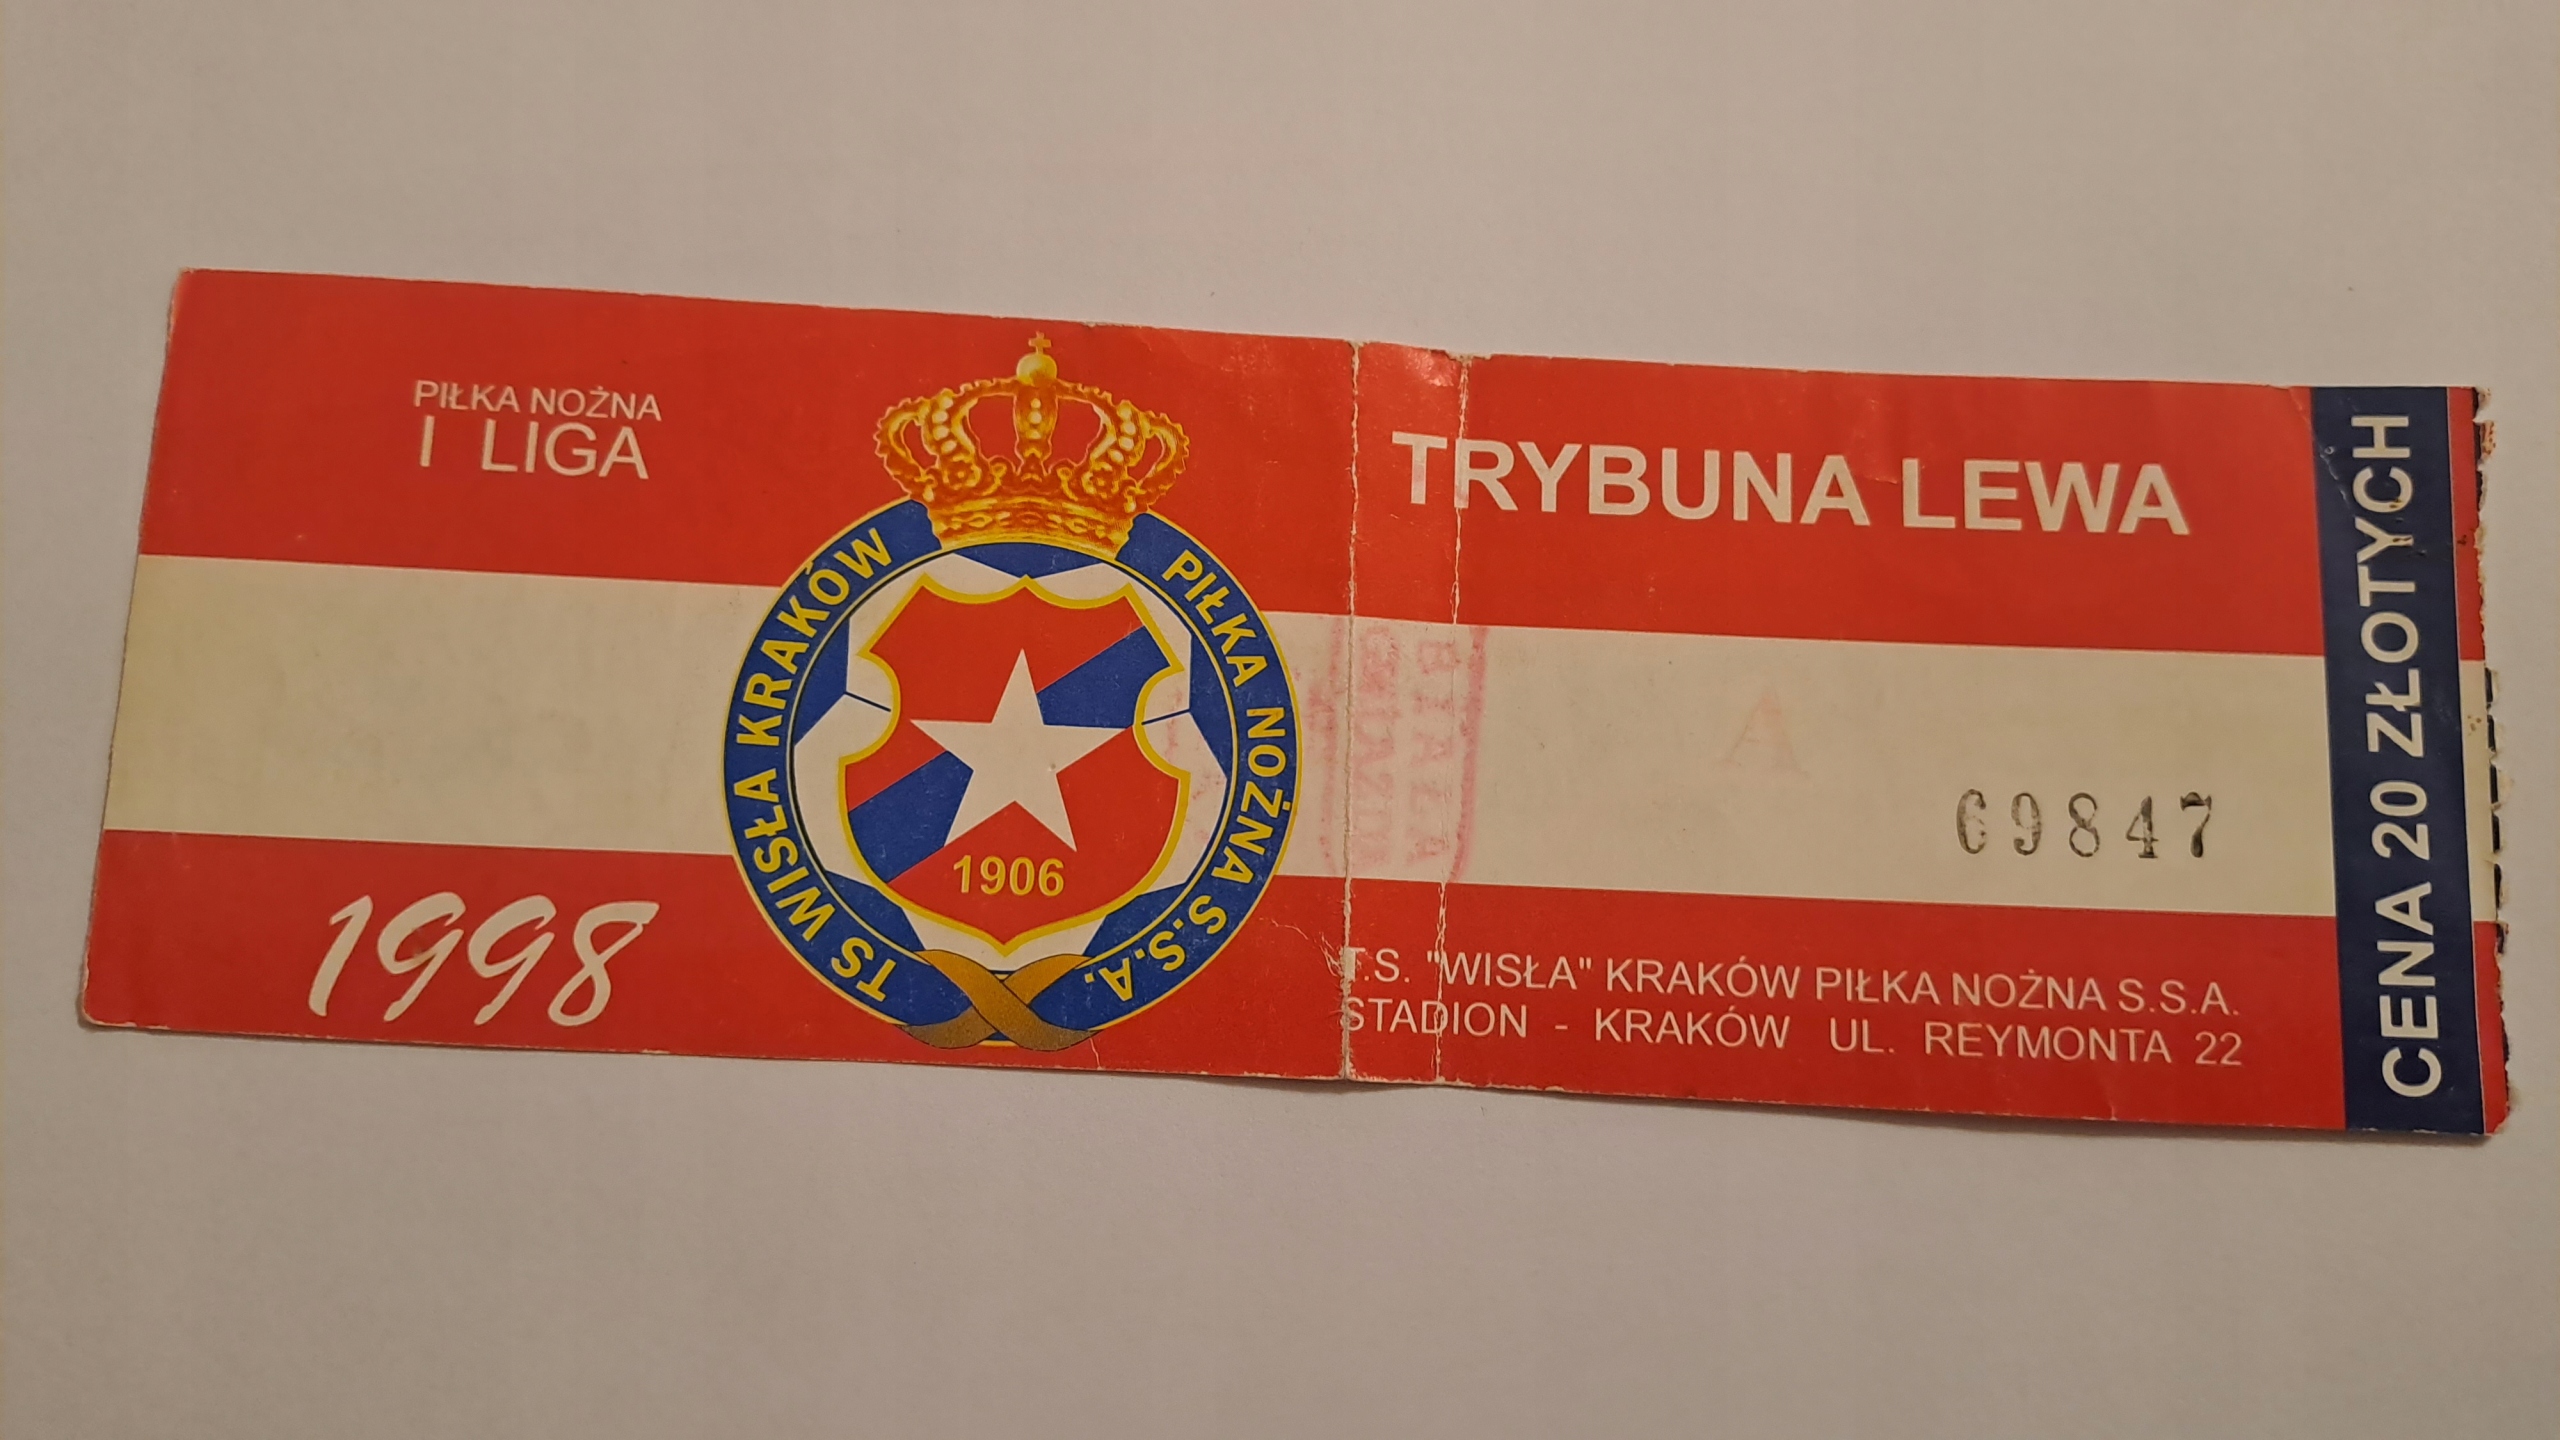 PIŁKA NOŻNA
I LIGA
1998
TS WISŁA KRAKÓW
PIŁKA NOŻNA S.S.A.
1906
TRYBUNA LEWA
BIAŁA
A
69847
T.S. "WISŁA" KRAKÓW PIŁKA NOŻNA S.S.A.
STADION - KRAKÓW UL. REYMONTA 22
CENA 20 ZŁOTYCH